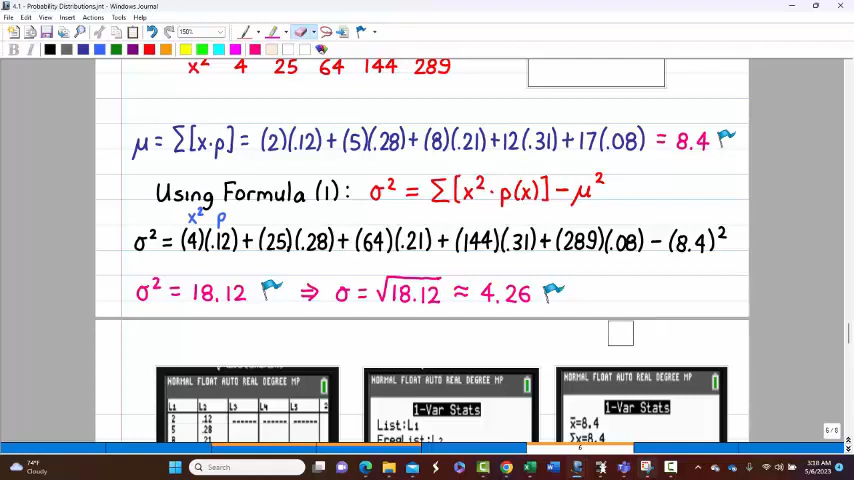 4.1 - Probability Distributions.jnt - Windows Journal
File Edit View Insert Actions Tools Help
150%
B I
x² 4 25 64 144 289
μ = Σ[x·p] = (2)(.12) + (5)(.28) + (8)(.21) + 12(.31) + 17(.08) = 8.4
Using Formula (1): σ² = Σ[x²·p(x)] - μ²
x² p
σ² = (4)(.12) + (25)(.28) + (64)(.21) + (144)(.31) + (289)(.08) - (8.4)²
σ² = 18.12 ⇒ σ = √18.12 ≈ 4.26
NORMAL FLOAT AUTO REAL DEGREE MP
L1 L2 L3 L4 L5 2
2 .12 ------ ------ ------
5 .28
8 .21
NORMAL FLOAT AUTO REAL DEGREE MP
1-Var Stats
List:L1
FreqList:L2
NORMAL FLOAT AUTO REAL DEGREE MP
1-Var Stats
x̄=8.4
Σx=8.4
6/8
6
74°F
Cloudy
Search
3:38 AM
5/6/2023